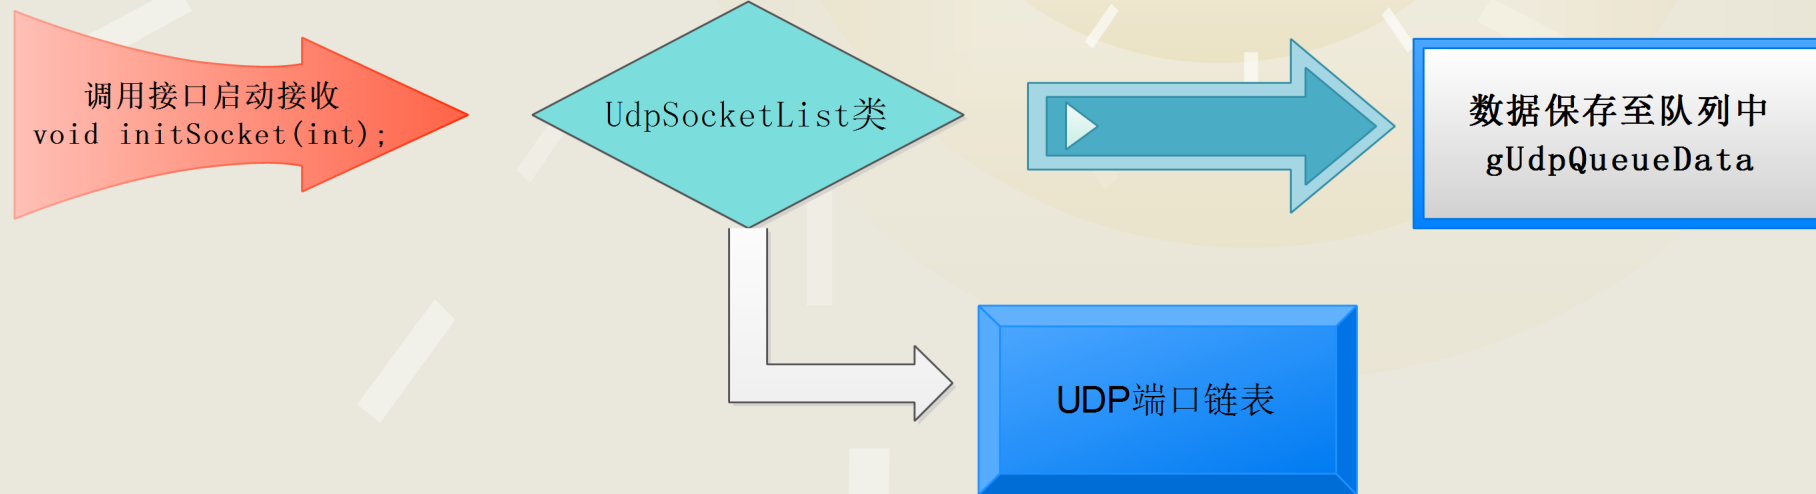 调用接口启动接收
void initSocket(int);
UdpSocketList类
数据保存至队列中
gUdpQueueData
UDP端口链表